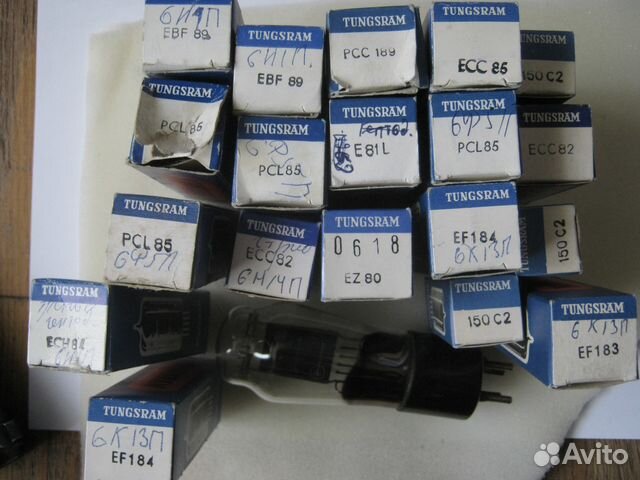 6Н1П
EBF 89
TUNGSRAM
6И1П.
EBF 89
TUNGSRAM
PCC 189
TUNGSRAM
ECC 85
150 C2
TUNGSRAM
PCL 85
TUNGSRAM
PCL85
TUNGSRAM
E81L
TUNGSRAM
6Ф5П
PCL85
TUNGSRAM
ECC82
TUNGSRAM
PCL 85
6Ф5П
TUNGSRAM
ECC82
6Н14П
TUNGSRAM
0618
EZ 80
TUNGSRAM
EF184
6К13П
150 C2
TUNGSRAM
ECH84
TUNGSRAM
150 C2
TUNGSRAM
6К13П
EF183
TUNGSRAM
6К13П
EF184
Avito